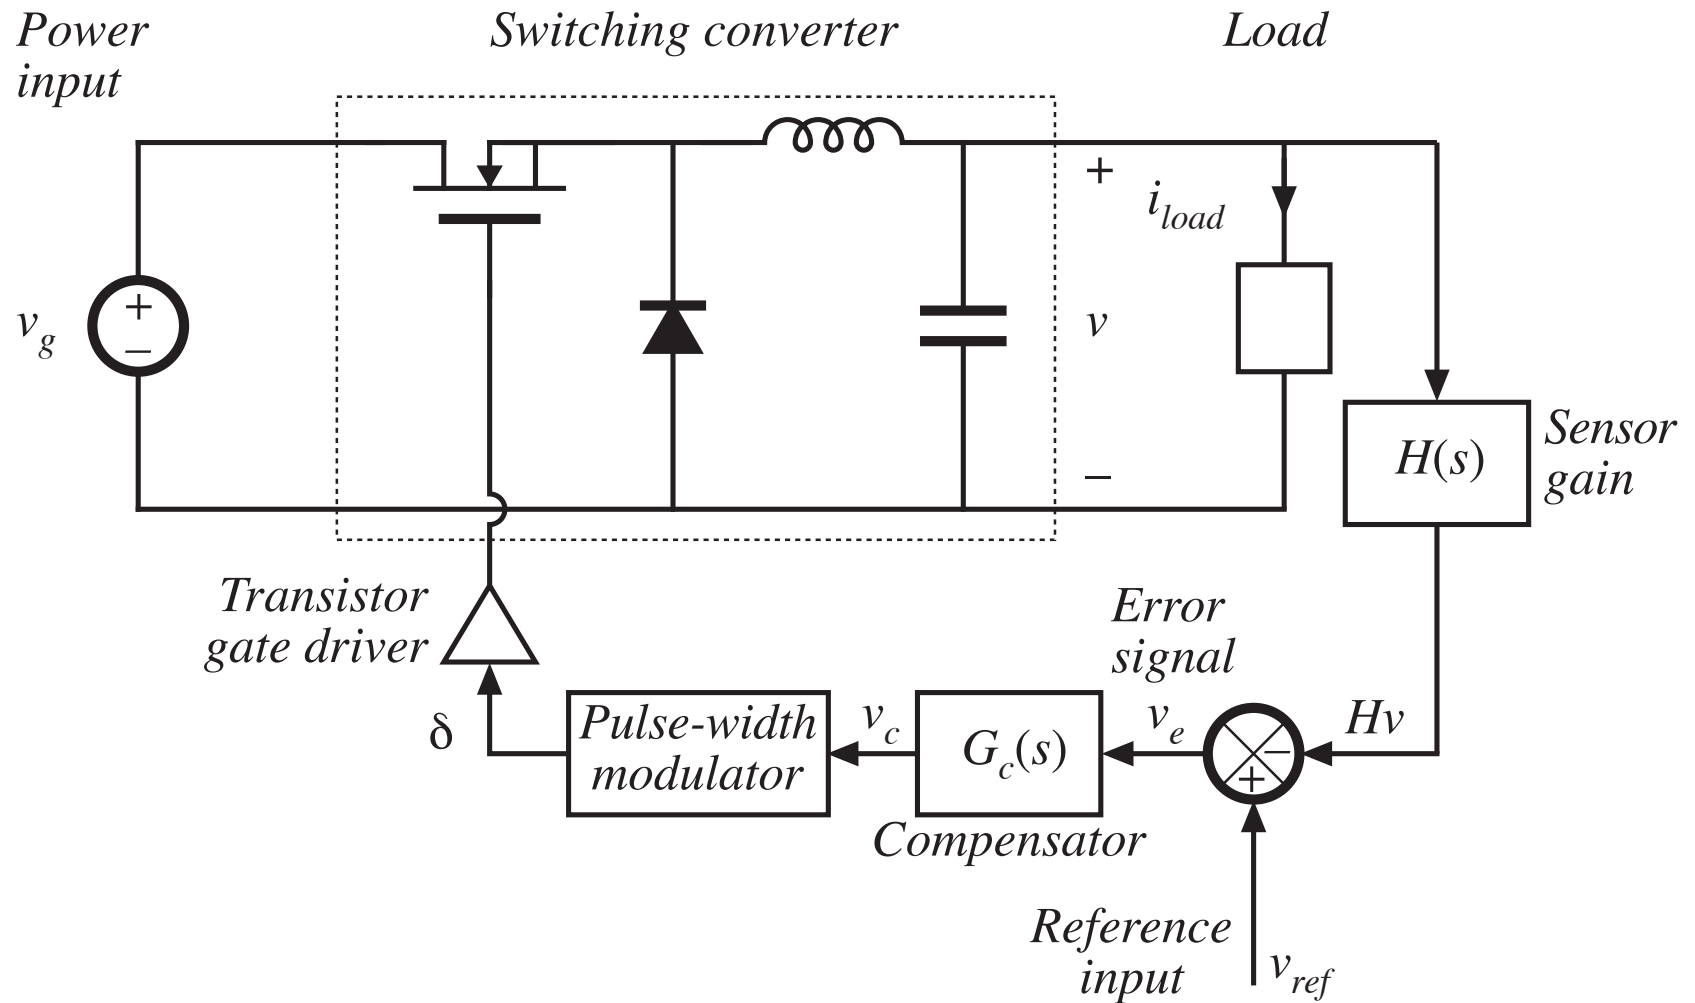 Power
input
Switching converter
Load
+
i_load
v_g
+
–
v
–
H(s)
Sensor
gain
Transistor
gate driver
Error
signal
δ
Pulse-width
modulator
v_c
G_c(s)
v_e
–
+
Hv
Compensator
Reference
input
v_ref